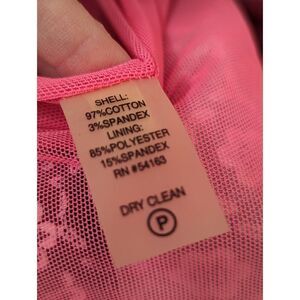 SHELL:
97%COTTON
3%SPANDEX
LINING:
85%POLYESTER
15%SPANDEX
RN #54163
DRY CLEAN
P